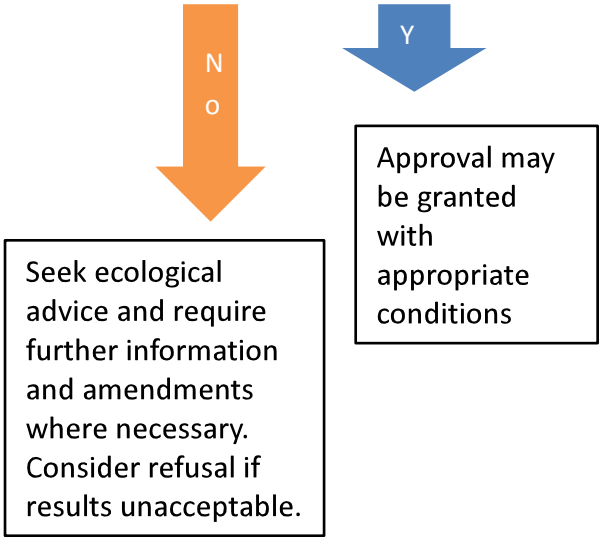 N
o
Y
Approval may
be granted
with
appropriate
conditions
Seek ecological
advice and require
further information
and amendments
where necessary.
Consider refusal if
results unacceptable.